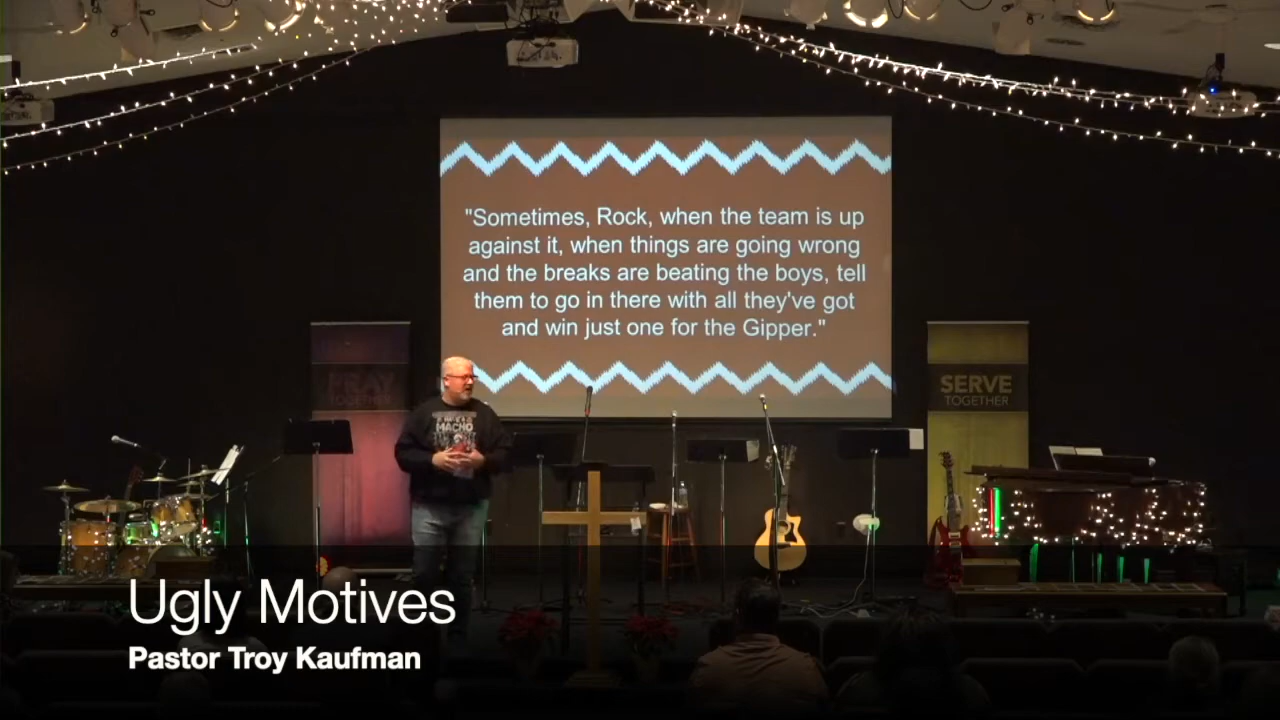 "Sometimes, Rock, when the team is up
against it, when things are going wrong
and the breaks are beating the boys, tell
them to go in there with all they've got
and win just one for the Gipper."
PRAY
TOGETHER
SERVE
TOGETHER
MACHO
Ugly Motives
Pastor Troy Kaufman